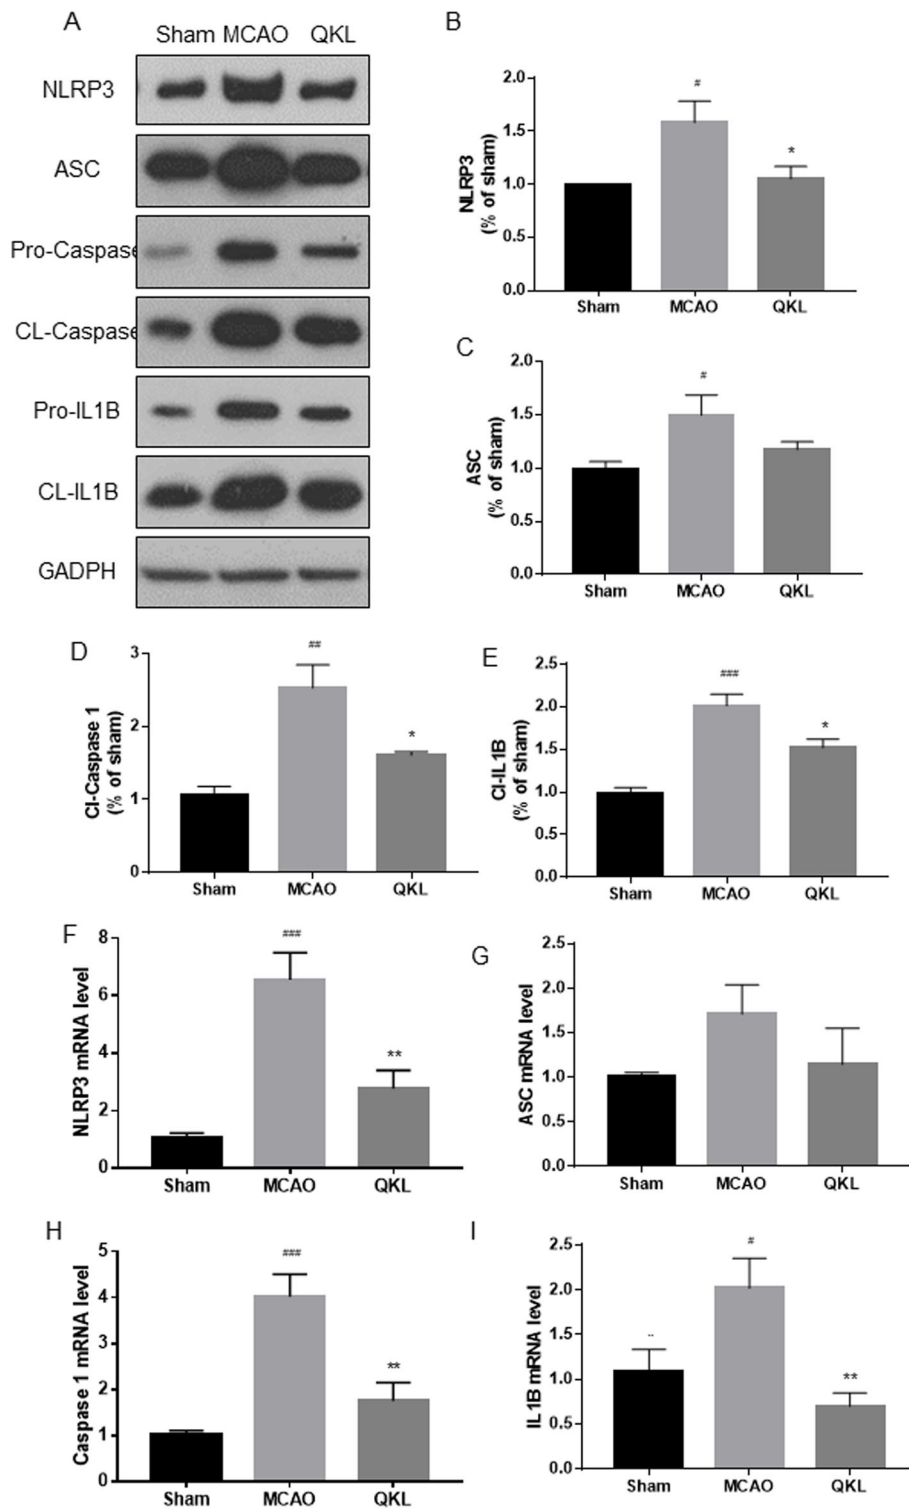 A
Sham MCAO QKL
NLRP3
ASC
Pro-Caspase
CL-Caspase
Pro-IL1B
CL-IL1B
GADPH
B
NLRP3
(% of sham)
2.0
1.5
1.0
0.5
0.0
#
*
Sham MCAO QKL
C
ASC
(% of sham)
2.0
1.5
1.0
0.5
0.0
#
Sham MCAO QKL
D
Cl-Caspase 1
(% of sham)
3
2
1
0
##
*
Sham MCAO QKL
E
Cl-IL1B
(% of sham)
2.5
2.0
1.5
1.0
0.5
0.0
###
*
Sham MCAO QKL
F
NLRP3 mRNA level
8
6
4
2
0
###
**
Sham MCAO QKL
G
ASC mRNA level
2.5
2.0
1.5
1.0
0.5
0.0
Sham MCAO QKL
H
Caspase 1 mRNA level
5
4
3
2
1
0
###
**
Sham MCAO QKL
I
IL1B mRNA level
2.5
2.0
1.5
1.0
0.5
0.0
#
**
Sham MCAO QKL